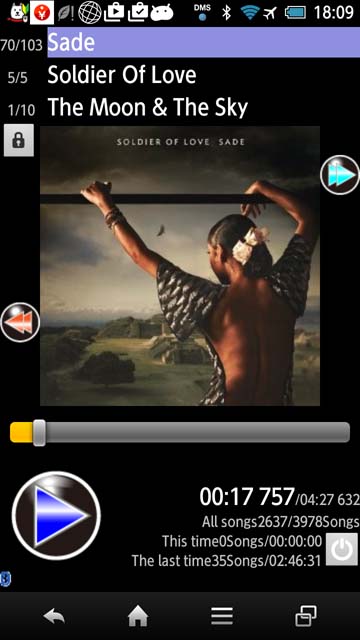 DMS
18:09
70/103 Sade
5/5 Soldier Of Love
1/10 The Moon & The Sky
SOLDIER OF LOVE SADE
00:17 757/04:27 632
All songs2637/3978Songs
This time0Songs/00:00:00
The last time35Songs/02:46:31